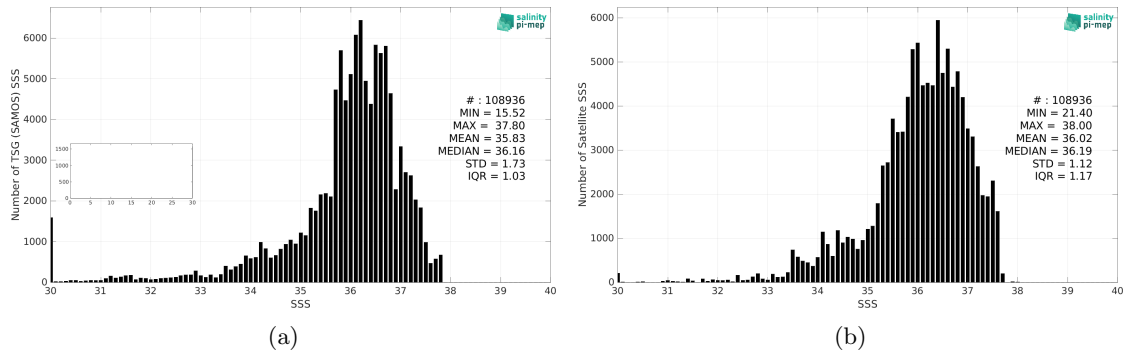 salinity
pi-mep
6000
5000
4000
3000
2000
1000
0
Number of TSG (SAMOS) SSS
# : 108936
MIN = 15.52
MAX = 37.80
MEAN = 35.83
MEDIAN = 36.16
STD = 1.73
IQR = 1.03
1500
1000
500
0
0 5 10 15 20 25 30
30 31 32 33 34 35 36 37 38 39 40
SSS
(a)
salinity
pi-mep
6000
5000
4000
3000
2000
1000
0
Number of Satellite SSS
# : 108936
MIN = 21.40
MAX = 38.00
MEAN = 36.02
MEDIAN = 36.19
STD = 1.12
IQR = 1.17
30 31 32 33 34 35 36 37 38 39 40
SSS
(b)